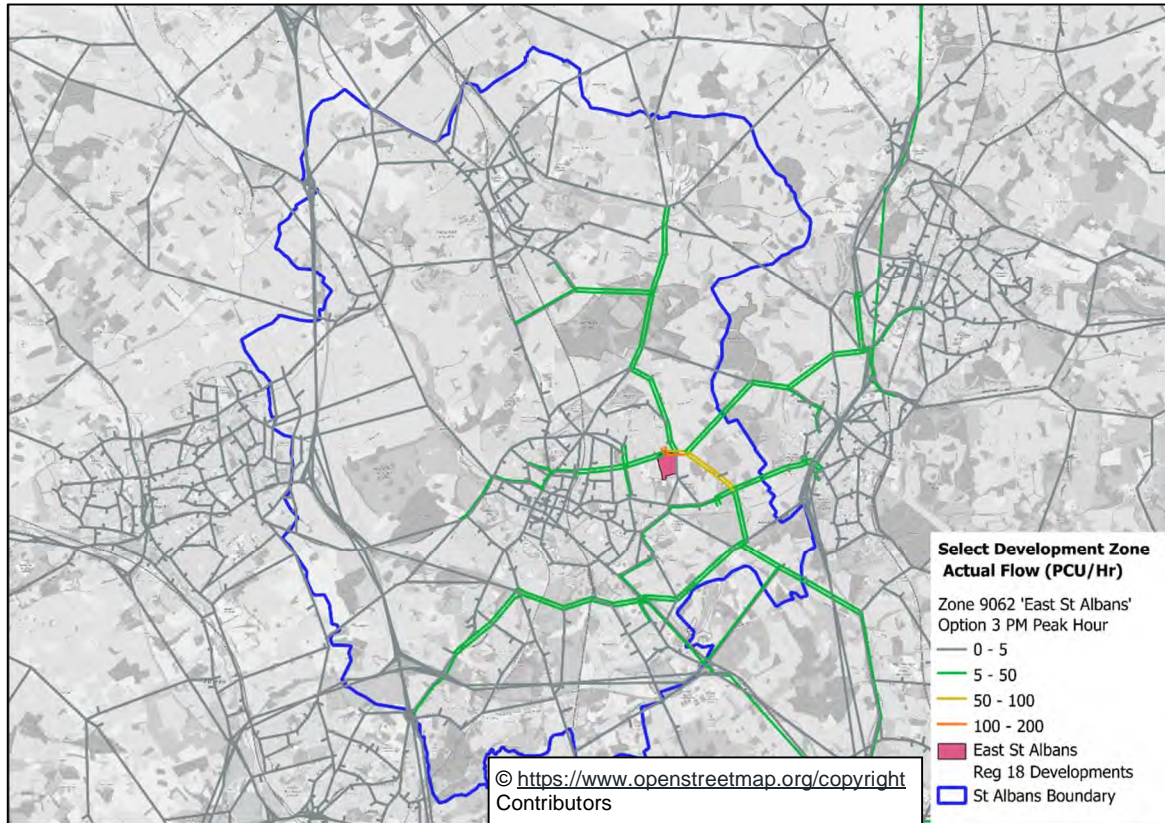 Select Development Zone
Actual Flow (PCU/Hr)
Zone 9062 'East St Albans'
Option 3 PM Peak Hour
0 - 5
5 - 50
50 - 100
100 - 200
East St Albans
Reg 18 Developments
St Albans Boundary
© https://www.openstreetmap.org/copyright
Contributors